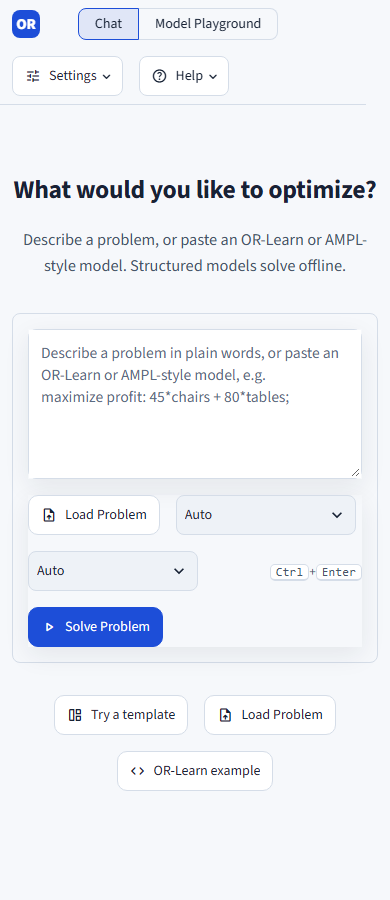 OR
Chat
Model Playground
Settings
Help
What would you like to optimize?
Describe a problem, or paste an OR-Learn or AMPL-
style model. Structured models solve offline.
Describe a problem in plain words, or paste an
OR-Learn or AMPL-style model, e.g.
maximize profit: 45*chairs + 80*tables;
Load Problem
Auto
Auto
Ctrl+Enter
Solve Problem
Try a template
Load Problem
OR-Learn example